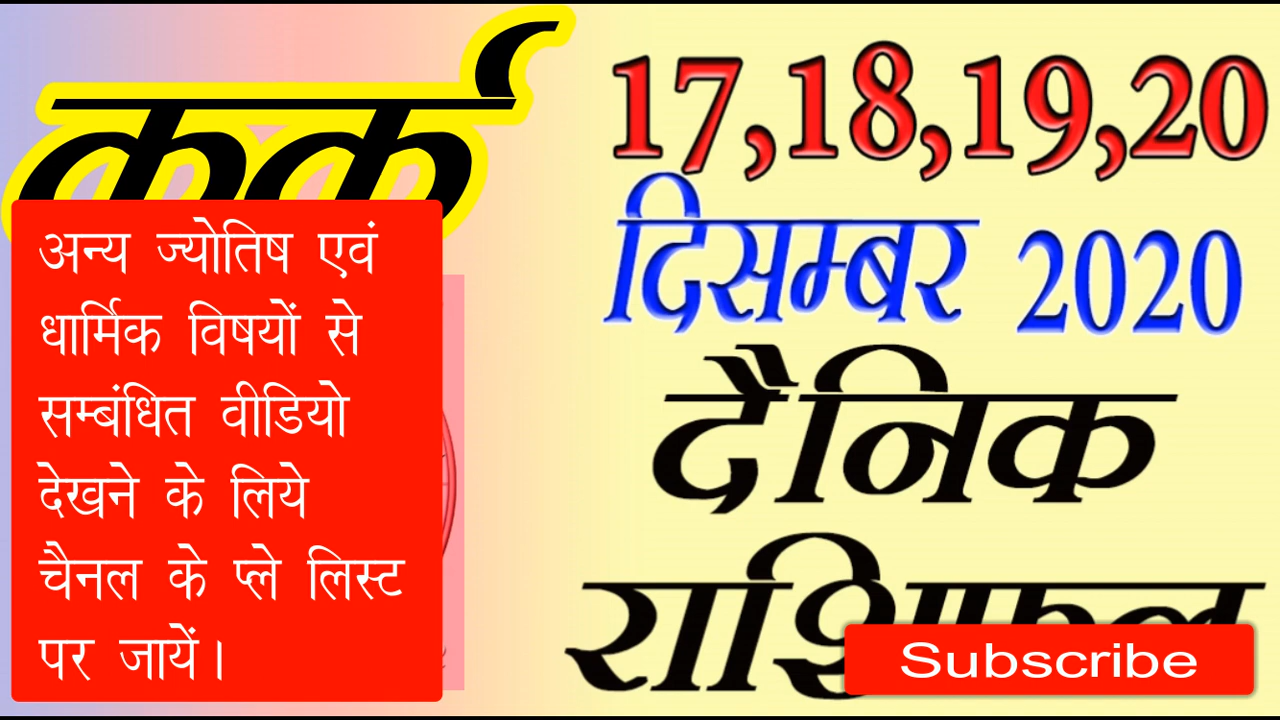 कर्क
अन्य ज्योतिष एवं
धार्मिक विषयों से
सम्बंधित वीडियो
देखने के लिये
चैनल के प्ले लिस्ट
पर जायें।
17,18,19,20
दिसम्बर 2020
दैनिक
राशिफल
Subscribe